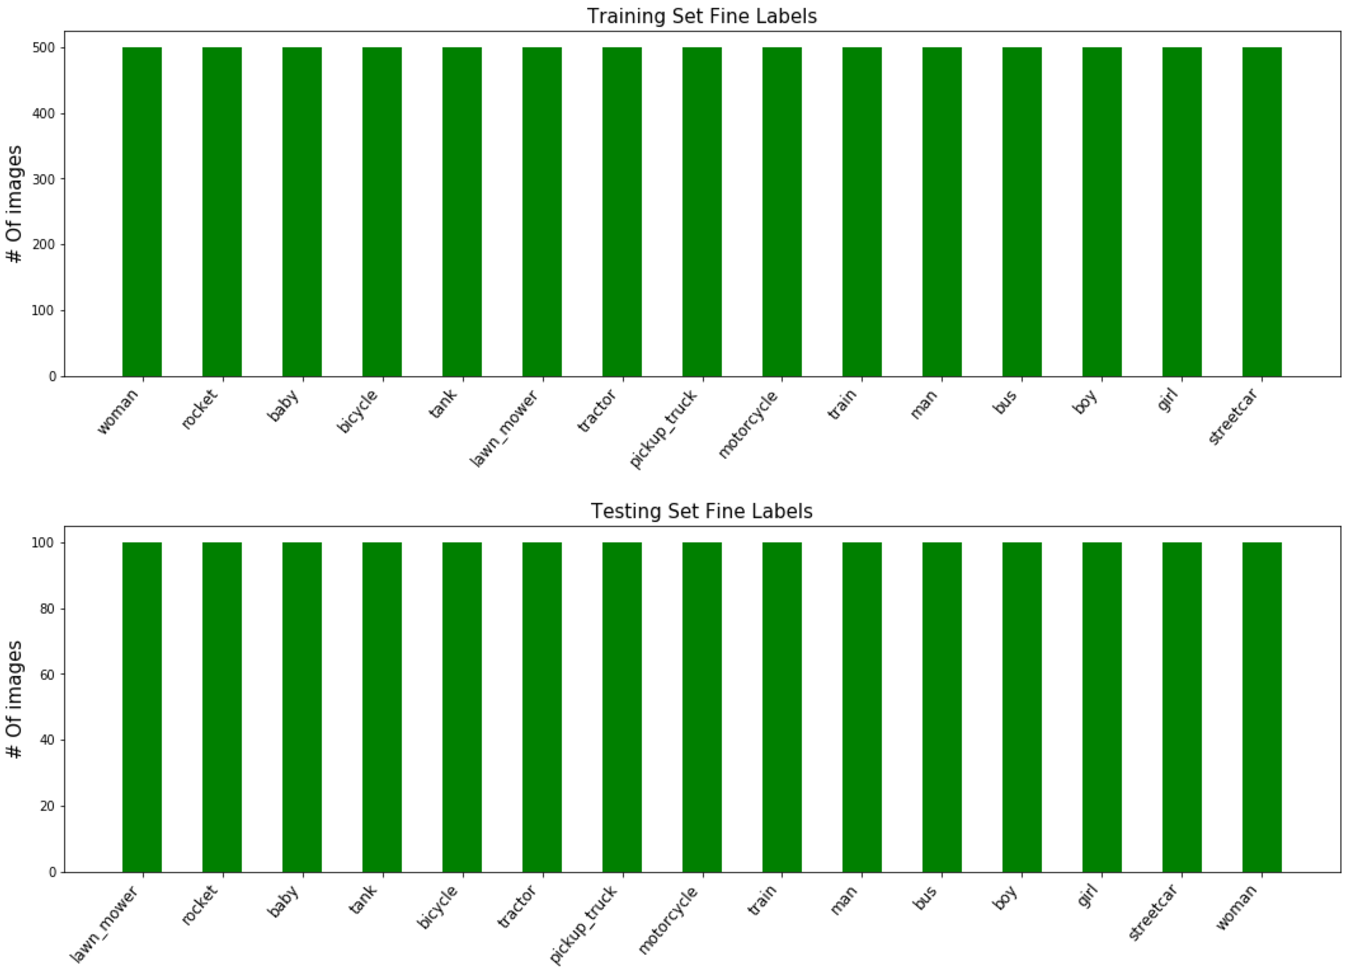 Training Set Fine Labels
# Of images
500
400
300
200
100
0
woman
rocket
baby
bicycle
tank
lawn_mower
tractor
pickup_truck
motorcycle
train
man
bus
boy
girl
streetcar
Testing Set Fine Labels
# Of images
100
80
60
40
20
0
lawn_mower
rocket
baby
tank
bicycle
tractor
pickup_truck
motorcycle
train
man
bus
boy
girl
streetcar
woman